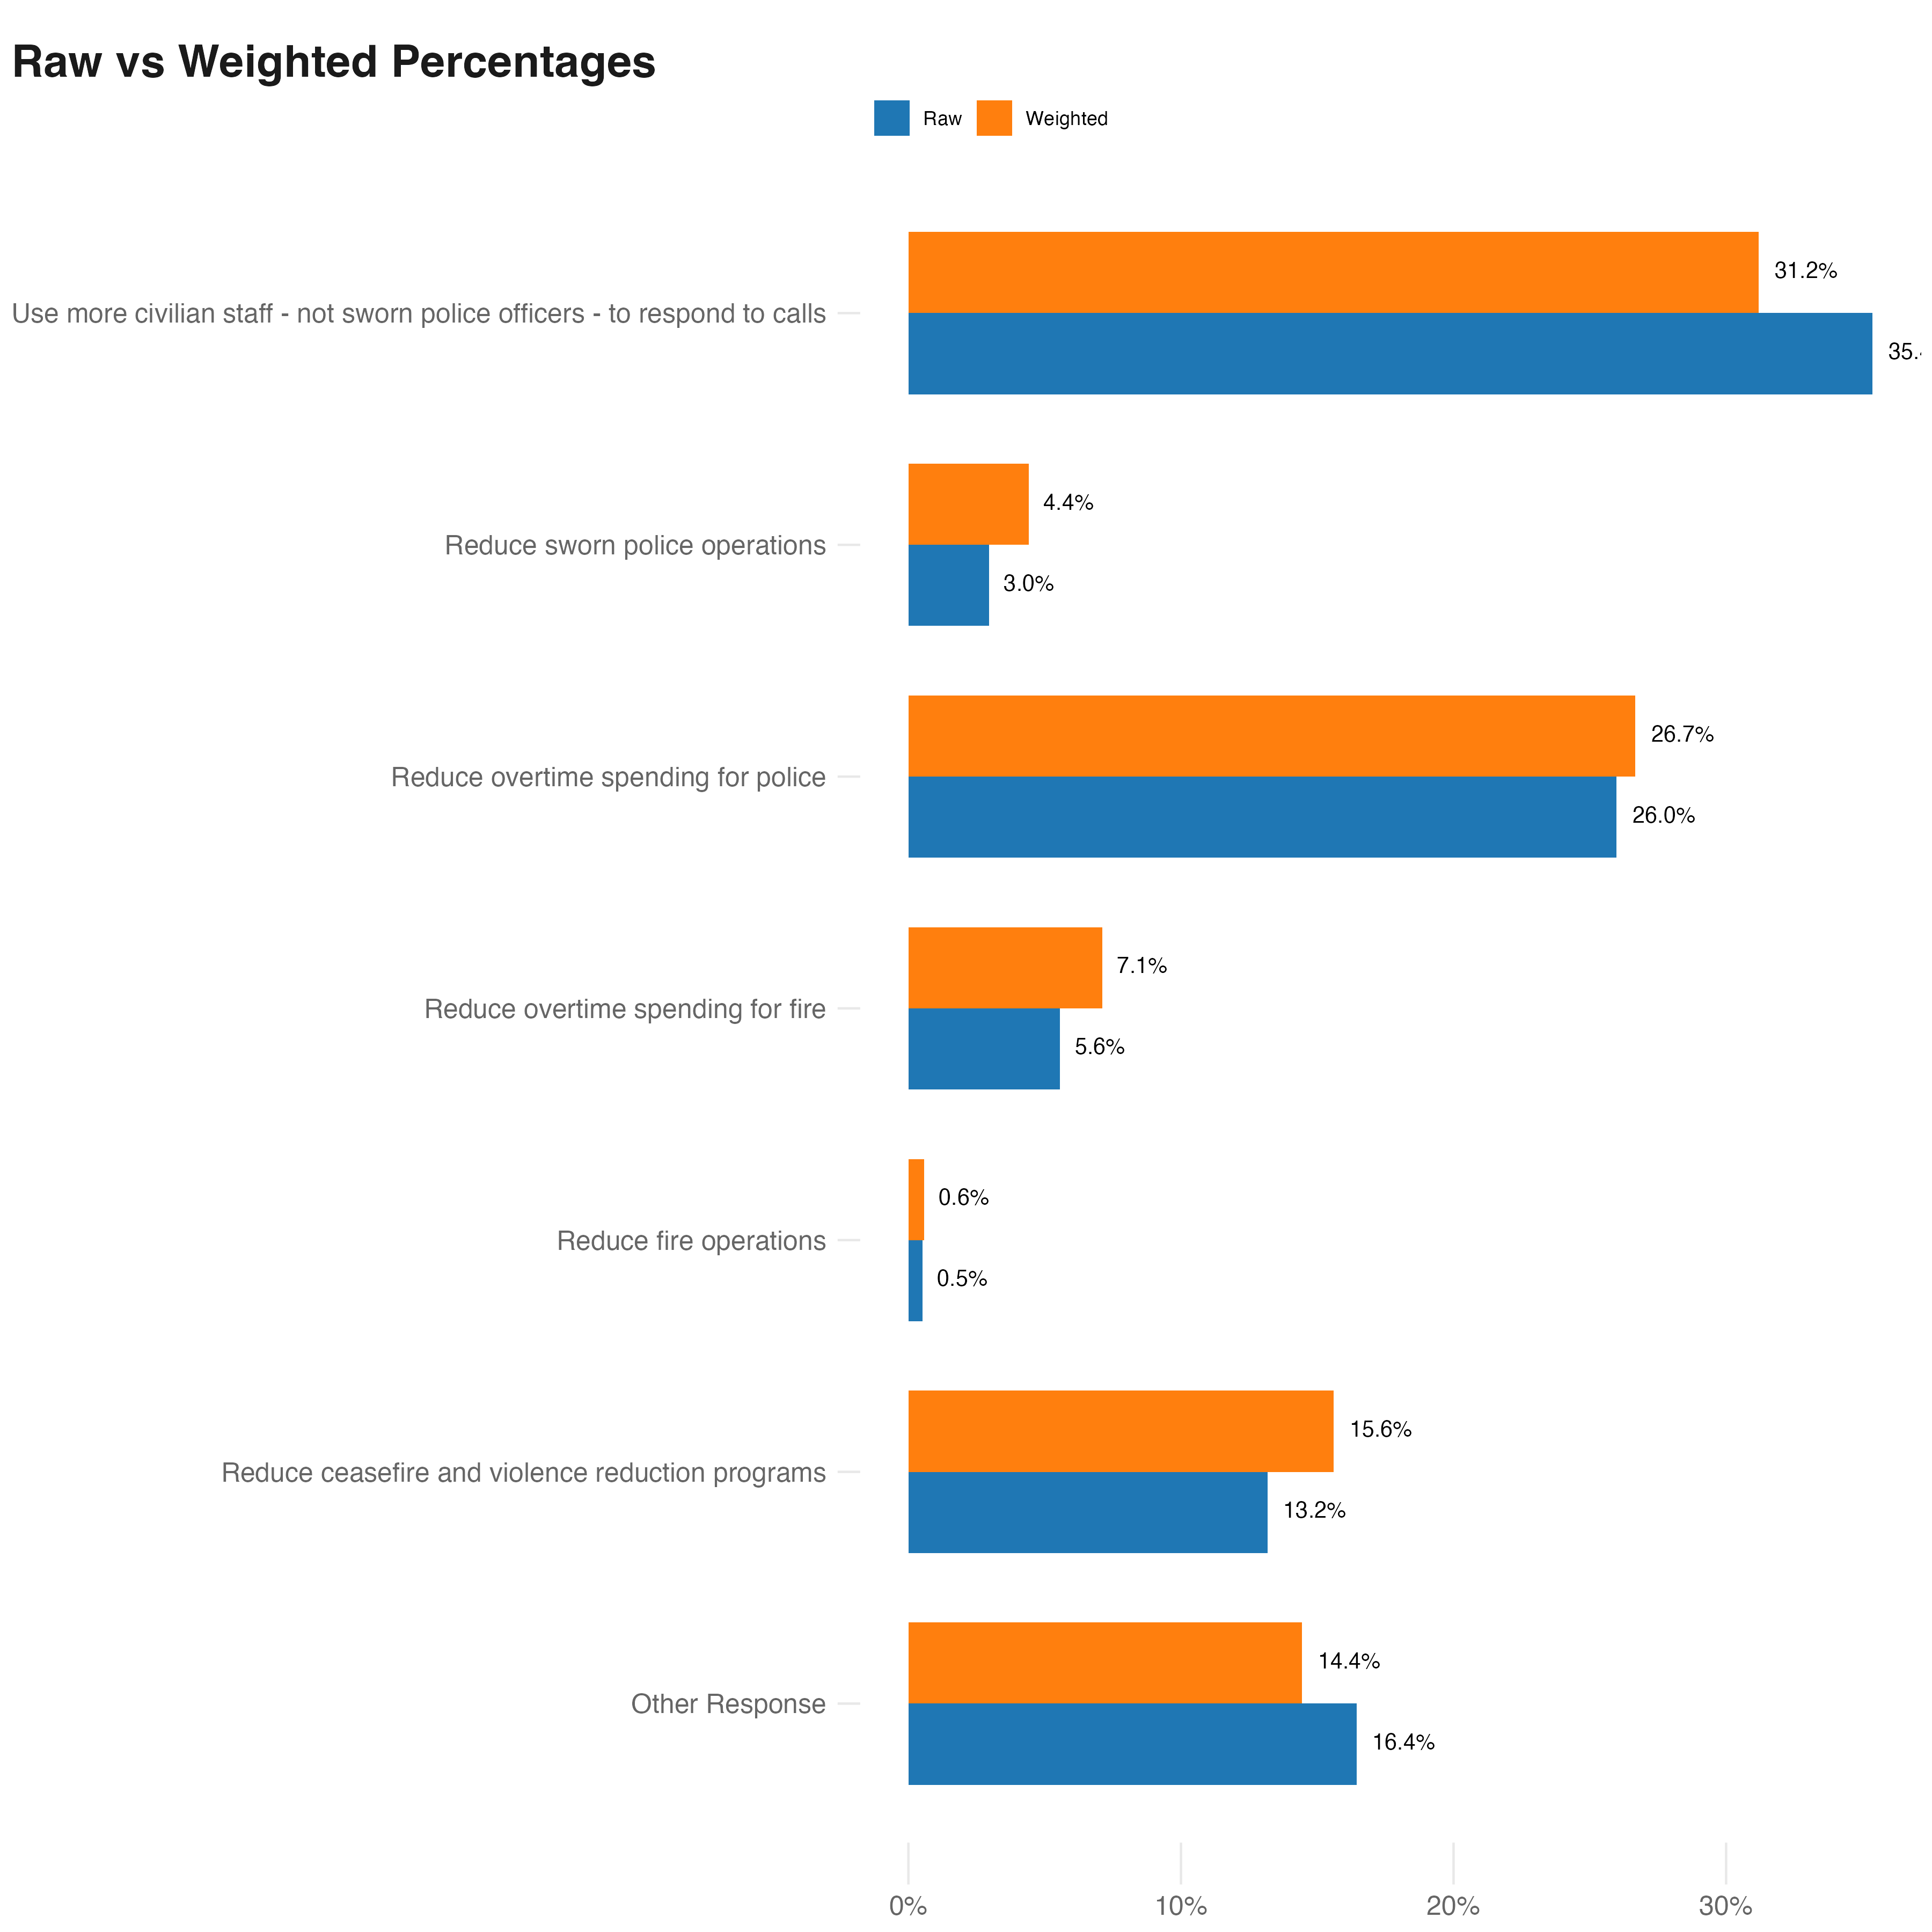 Raw vs Weighted Percentages
Raw Weighted
Use more civilian staff - not sworn police officers - to respond to calls
31.2%
35.
Reduce sworn police operations
4.4%
3.0%
Reduce overtime spending for police
26.7%
26.0%
Reduce overtime spending for fire
7.1%
5.6%
Reduce fire operations
0.6%
0.5%
Reduce ceasefire and violence reduction programs
15.6%
13.2%
Other Response
14.4%
16.4%
0% 10% 20% 30%